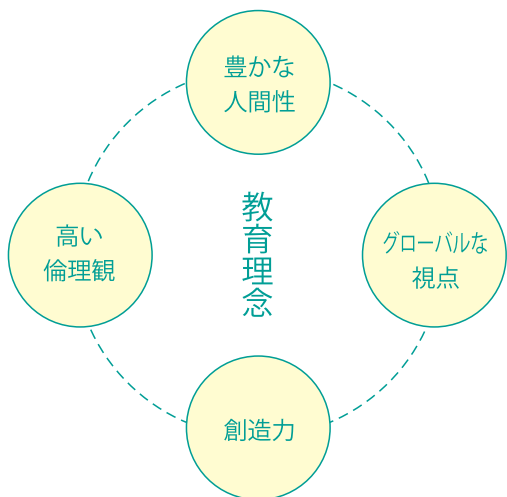 豊かな
人間性
教育理念
高い
倫理観
グローバルな
視点
創造力